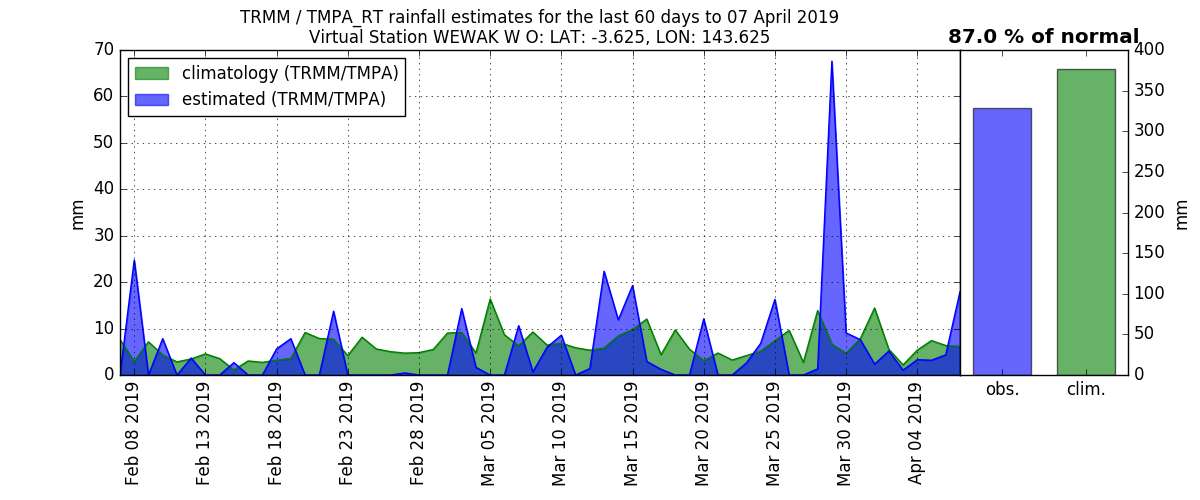 TRMM / TMPA_RT rainfall estimates for the last 60 days to 07 April 2019
Virtual Station WEWAK W O: LAT: -3.625, LON: 143.625
87.0 % of normal
climatology (TRMM/TMPA)
estimated (TRMM/TMPA)
70
60
50
40
30
20
10
0
mm
Feb 08 2019
Feb 13 2019
Feb 18 2019
Feb 23 2019
Feb 28 2019
Mar 05 2019
Mar 10 2019
Mar 15 2019
Mar 20 2019
Mar 25 2019
Mar 30 2019
Apr 04 2019
obs.
clim.
400
350
300
250
200
150
100
50
0
mm